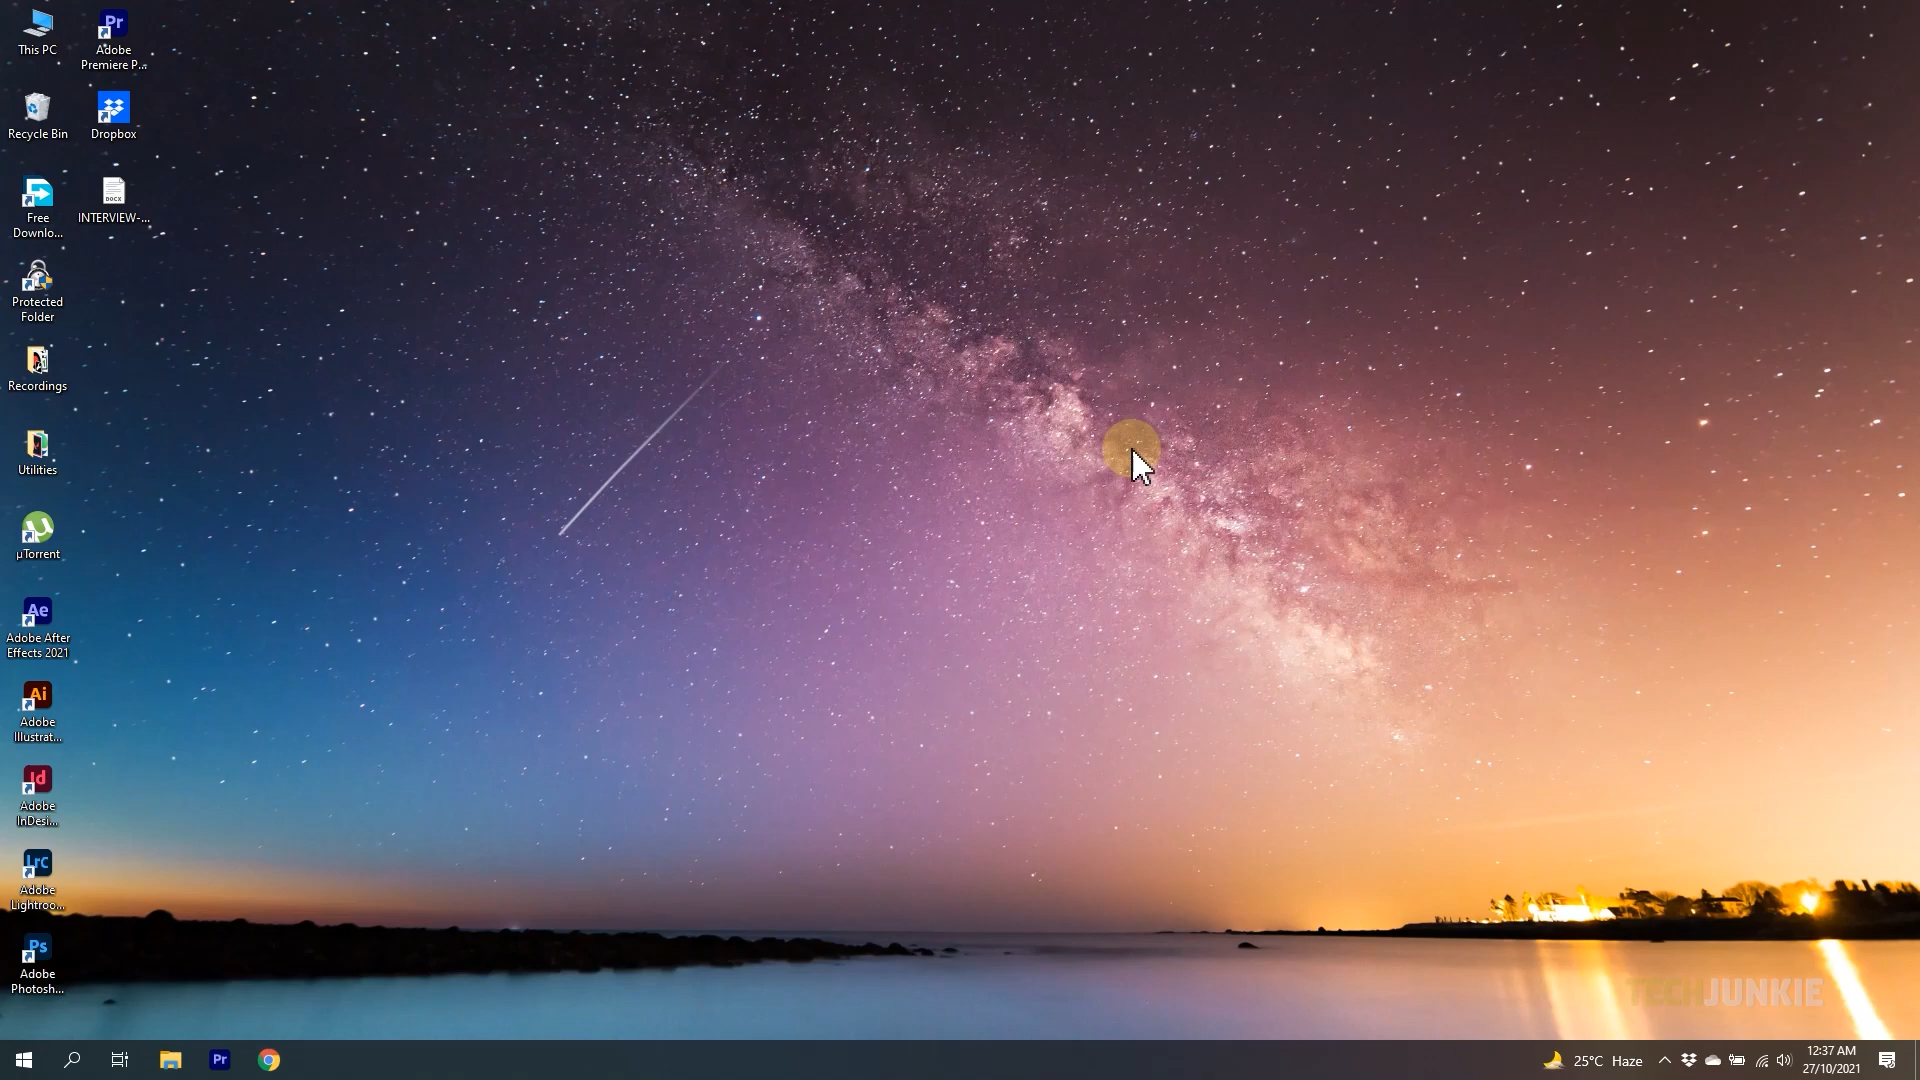 This PC
Adobe
Premiere P...
Recycle Bin
Dropbox
Free
Downlo...
DOCX
INTERVIEW-...
Protected
Folder
Recordings
Utilities
µTorrent
Ae
Adobe After
Effects 2021
Ai
Adobe
Illustrat...
Id
Adobe
InDesi...
LrC
Adobe
Lightroo...
Ps
Adobe
Photosh...
Pr
TECHJUNKIE
Pr
25°C Haze
12:37 AM
27/10/2021